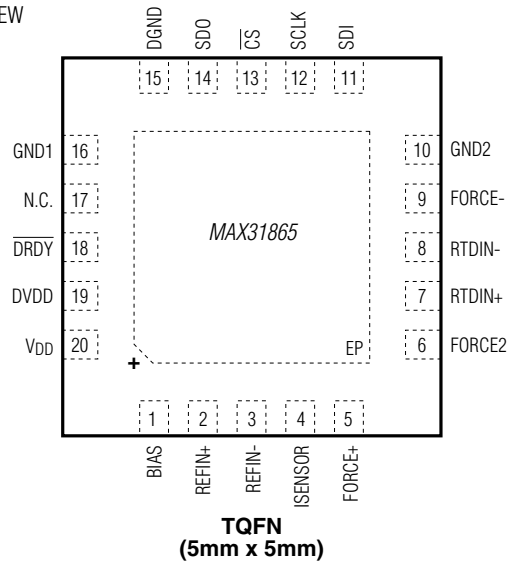 EW
DGND
SDO
C̅S̅
SCLK
SDI
15 14 13 12 11
GND1 16
10 GND2
N.C. 17
9 FORCE-
D̅R̅D̅Y̅ 18
MAX31865
8 RTDIN-
DVDD 19
7 RTDIN+
VDD 20
6 FORCE2
EP
+
1 2 3 4 5
BIAS
REFIN+
REFIN-
ISENSOR
FORCE+
TQFN
(5mm x 5mm)